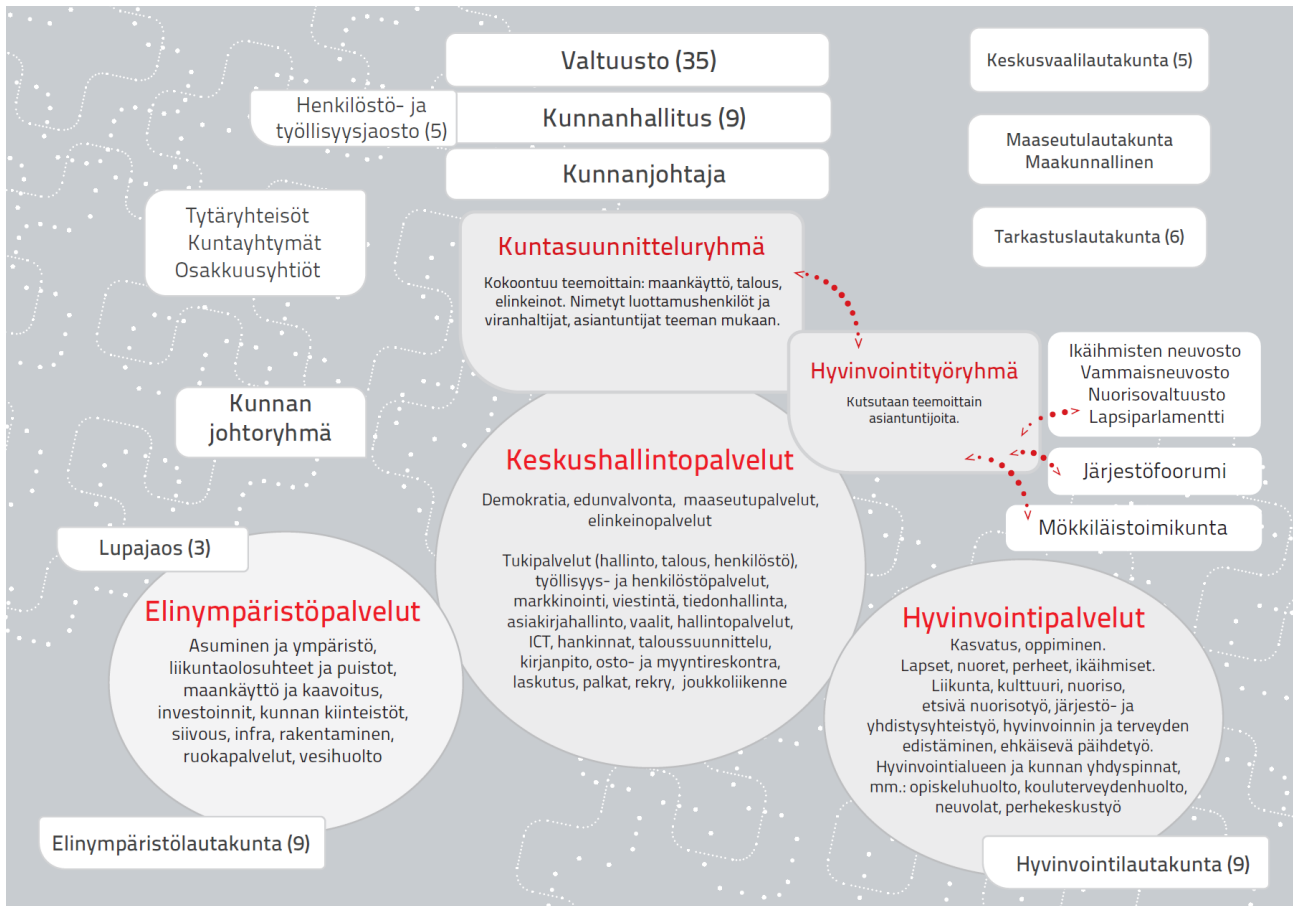 Valtuusto (35)
Keskusvaalilautakunta (5)
Henkilöstö- ja
työllisyysjaosto (5)
Kunnanhallitus (9)
Maaseutulautakunta
Maakunnallinen
Kunnanjohtaja
Tytäryhteisöt
Kuntayhtymät
Osakkuusyhtiöt
Kuntasuunnitteluryhmä
Kokoontuu teemoittain: maankäyttö, talous,
elinkeinot. Nimetyt luottamushenkilöt ja
viranhaltijat, asiantuntijat teeman mukaan.
Tarkastuslautakunta (6)
Hyvinvointityöryhmä
Kutsutaan teemoittain
asiantuntijoita.
Ikäihmisten neuvosto
Vammaisneuvosto
Nuorisovaltuusto
Lapsiparlamentti
Järjestöfoorumi
Mökkiläistoimikunta
Kunnan
johtoryhmä
Keskushallintopalvelut
Demokratia, edunvalvonta, maaseutupalvelut,
elinkeinopalvelut
Tukipalvelut (hallinto, talous, henkilöstö),
työllisyys- ja henkilöstöpalvelut,
markkinointi, viestintä, tiedonhallinta,
asiakirjahallinto, vaalit, hallintopalvelut,
ICT, hankinnat, taloussuunnittelu,
kirjanpito, osto- ja myyntireskontra,
laskutus, palkat, rekry, joukkoliikenne
Lupajaos (3)
Elinympäristöpalvelut
Asuminen ja ympäristö,
liikuntaolosuhteet ja puistot,
maankäyttö ja kaavoitus,
investoinnit, kunnan kiinteistöt,
siivous, infra, rakentaminen,
ruokapalvelut, vesihuolto
Elinympäristölautakunta (9)
Hyvinvointipalvelut
Kasvatus, oppiminen.
Lapset, nuoret, perheet, ikäihmiset.
Liikunta, kulttuuri, nuoriso,
etsivä nuorisotyö, järjestö- ja
yhdistysyhteistyö, hyvinvoinnin ja terveyden
edistäminen, ehkäisevä päihdetyö.
Hyvinvointialueen ja kunnan yhdyspinnat,
mm.: opiskeluhuolto, kouluterveydenhuolto,
neuvolat, perhekeskustyö
Hyvinvointilautakunta (9)